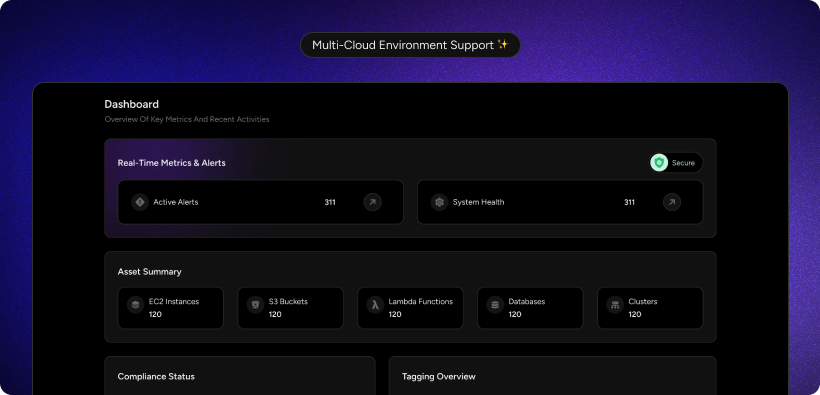 Multi-Cloud Environment Support ✨
Dashboard
Overview Of Key Metrics And Recent Activities
Real-Time Metrics & Alerts
Secure
Active Alerts 311
System Health 311
Asset Summary
EC2 Instances
120
S3 Buckets
120
Lambda Functions
120
Databases
120
Clusters
120
Compliance Status
Tagging Overview